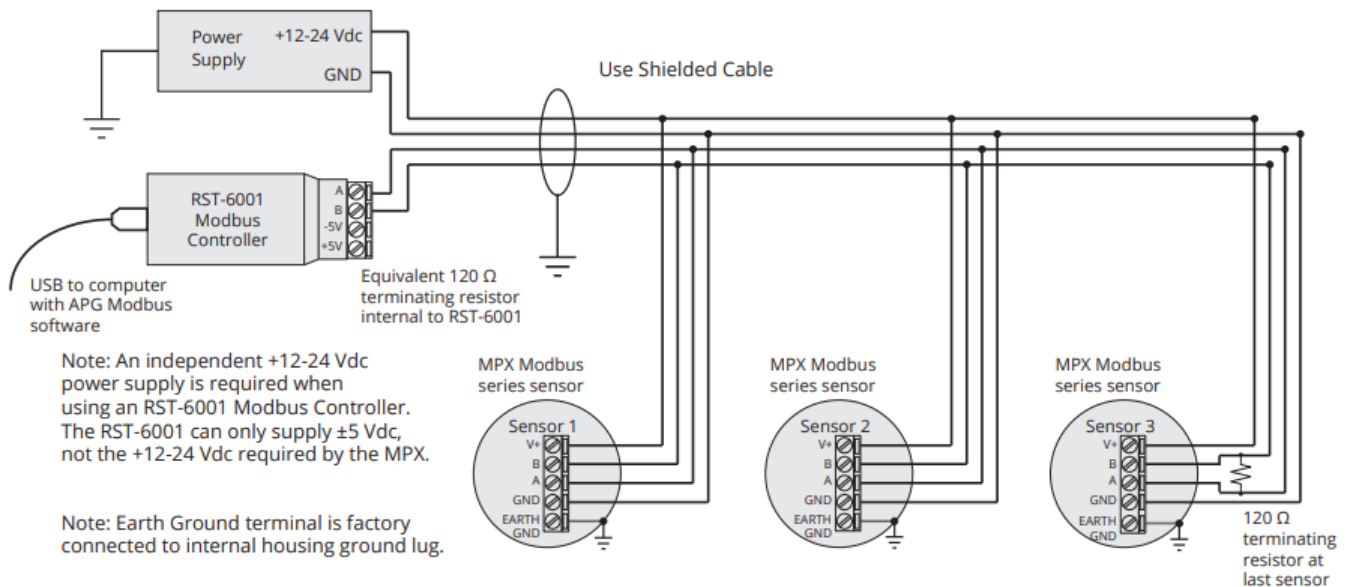 Power
Supply
+12-24 Vdc
GND
Use Shielded Cable
RST-6001
Modbus
Controller
A
B
-5V
+5V
USB to computer
with APG Modbus
software
Equivalent 120 Ω
terminating resistor
internal to RST-6001
Note: An independent +12-24 Vdc
power supply is required when
using an RST-6001 Modbus Controller.
The RST-6001 can only supply ±5 Vdc,
not the +12-24 Vdc required by the MPX.
Note: Earth Ground terminal is factory
connected to internal housing ground lug.
MPX Modbus
series sensor
Sensor 1
V+
B
A
GND
EARTH
GND
MPX Modbus
series sensor
Sensor 2
V+
B
A
GND
EARTH
GND
MPX Modbus
series sensor
Sensor 3
V+
B
A
GND
EARTH
GND
120 Ω
terminating
resistor at
last sensor